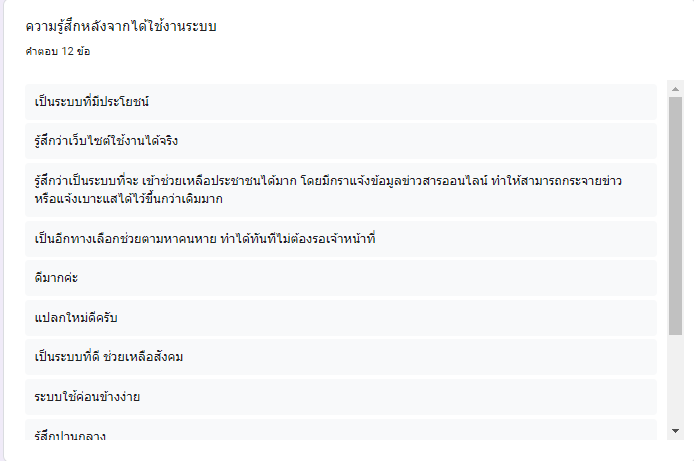 ความรู้สึกหลังจากได้ใช้งานระบบ
คำตอบ 12 ข้อ
เป็นระบบที่มีประโยชน์
รู้สึกว่าเว็บไซต์ใช้งานได้จริง
รู้สึกว่าเป็นระบบที่จะ เข้าช่วยเหลือประชาชนได้มาก โดยมีกราแจ้งข้อมูลข่าวสารออนไลน์ ทำให้สามารถกระจายข่าว
หรือแจ้งเบาะแสได้ไว้ขึ้นกว่าเดิมมาก
เป็นอีกทางเลือกช่วยตามหาคนหาย ทำได้ทันทีไม่ต้องรอเจ้าหน้าที่
ดีมากค่ะ
แปลกใหม่ดีครับ
เป็นระบบที่ดี ช่วยเหลือสังคม
ระบบใช้ค่อนข้างง่าย
รู้สึกปานกลาง